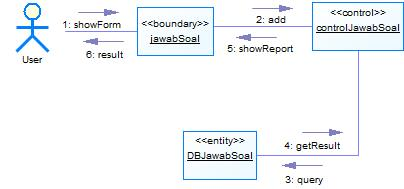 1: showForm
6: result
User
<<boundary>>
jawabSoal
2: add
5: showReport
<<control>>
controlJawabSoal
<<entity>>
DBJawabSoal
4: getResult
3: query